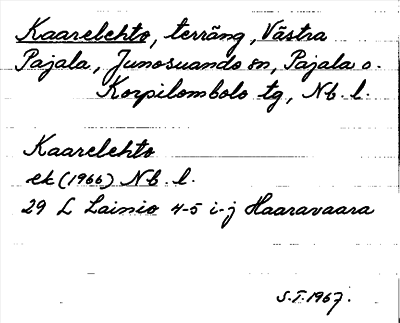 Kaarelehto, terräng, Västra
Pajala, Junosuando sn, Pajala o.
Korpilombolo tg, Nb. l.
Kaarelehto
ek (1966) Nb. l.
29 L Lainio 4-5 i-j Haaravaara
S.T. 1967.